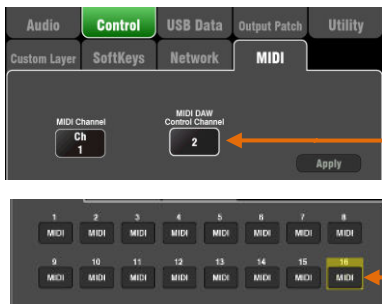 Audio Control USB Data Output Patch Utility
Custom Layer SoftKeys Network MIDI
MIDI Channel
MIDI DAW
Control Channel
Ch
1
2
Apply
1 2 3 4 5 6 7 8
MIDI MIDI MIDI MIDI MIDI MIDI MIDI MIDI
9 10 11 12 13 14 15 16
MIDI MIDI MIDI MIDI MIDI MIDI MIDI MIDI